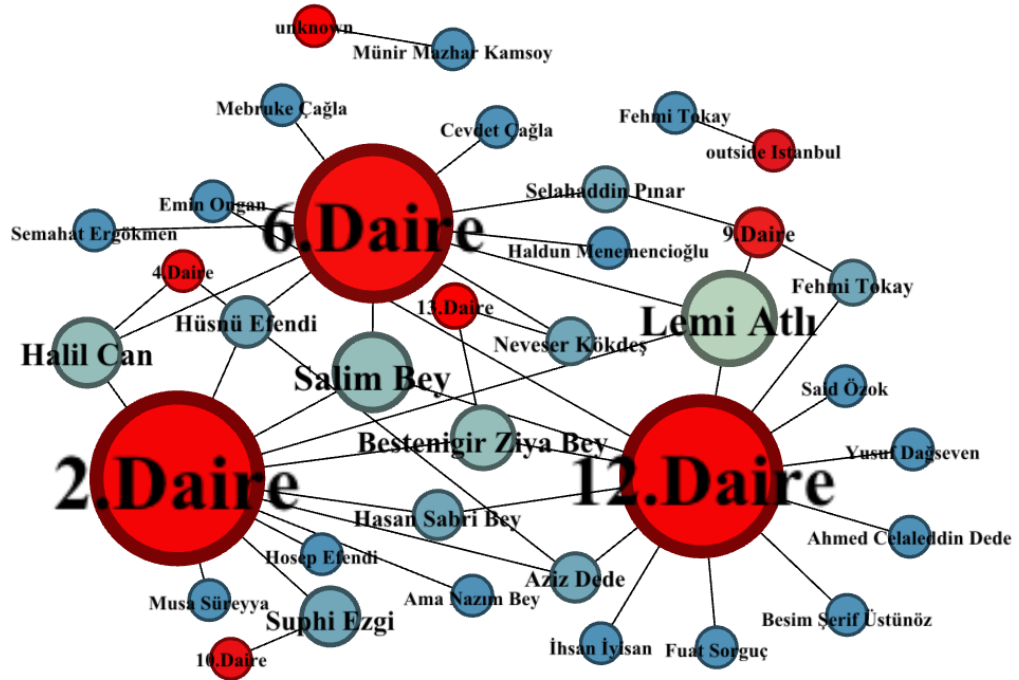 unknown
Münir Mazhar Kamsoy
Mebruke Çağla
Cevdet Çağla
Fehmi Tokay
outside Istanbul
Selahaddin Pınar
Emin Ongan
Semahat Ergökmen
6.Daire
9.Daire
Haldun Menemencioğlu
4.Daire
Fehmi Tokay
13.Daire
Hüsnü Efendi
Lemi Atlı
Neveser Kökdeş
Halil Can
Salim Bey
Said Özok
Bestenigir Ziya Bey
Yusuf Dağseven
2.Daire
12.Daire
Hasan Sabri Bey
Ahmed Celaleddin Dede
Hosep Efendi
Aziz Dede
Ama Nazım Bey
Musa Süreyya
Suphi Ezgi
Besim Şerif Üstünöz
İhsan İyisan
Fuat Sorguç
10.Daire